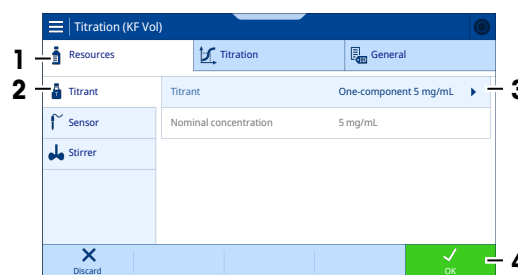 Titration (KF Vol)
1
Resources
Titration
General
2
Titrant
Titrant
One-component 5 mg/mL
3
Sensor
Nominal concentration
5 mg/mL
Stirrer
Discard
OK
4